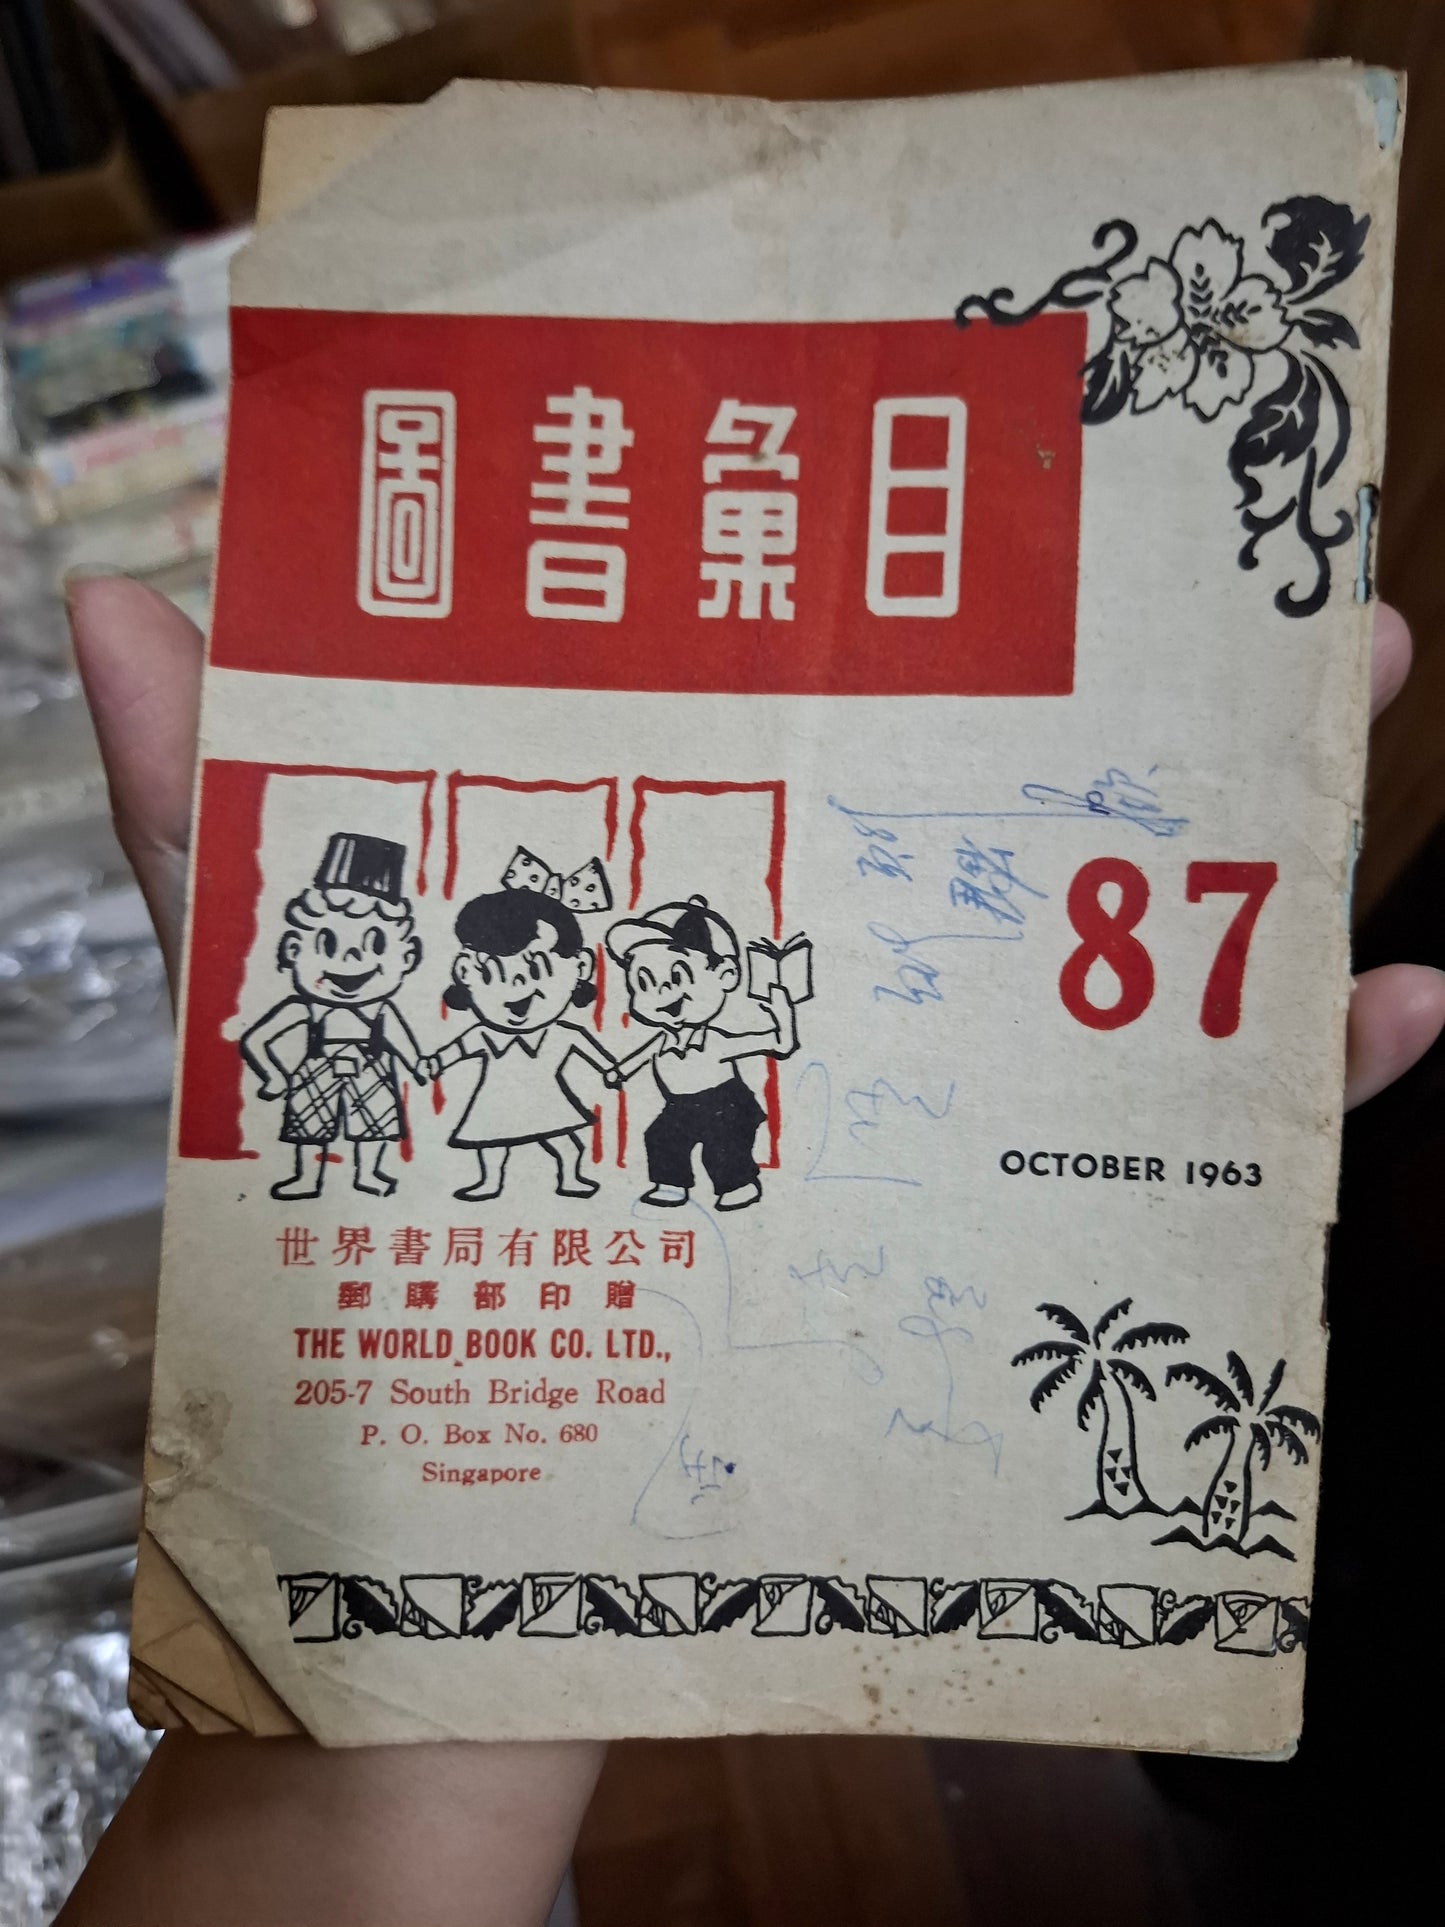 圖書彙目
87
OCTOBER 1963
世界書局有限公司
郵購部印贈
THE WORLD BOOK CO. LTD.,
205-7 South Bridge Road
P. O. Box No. 680
Singapore